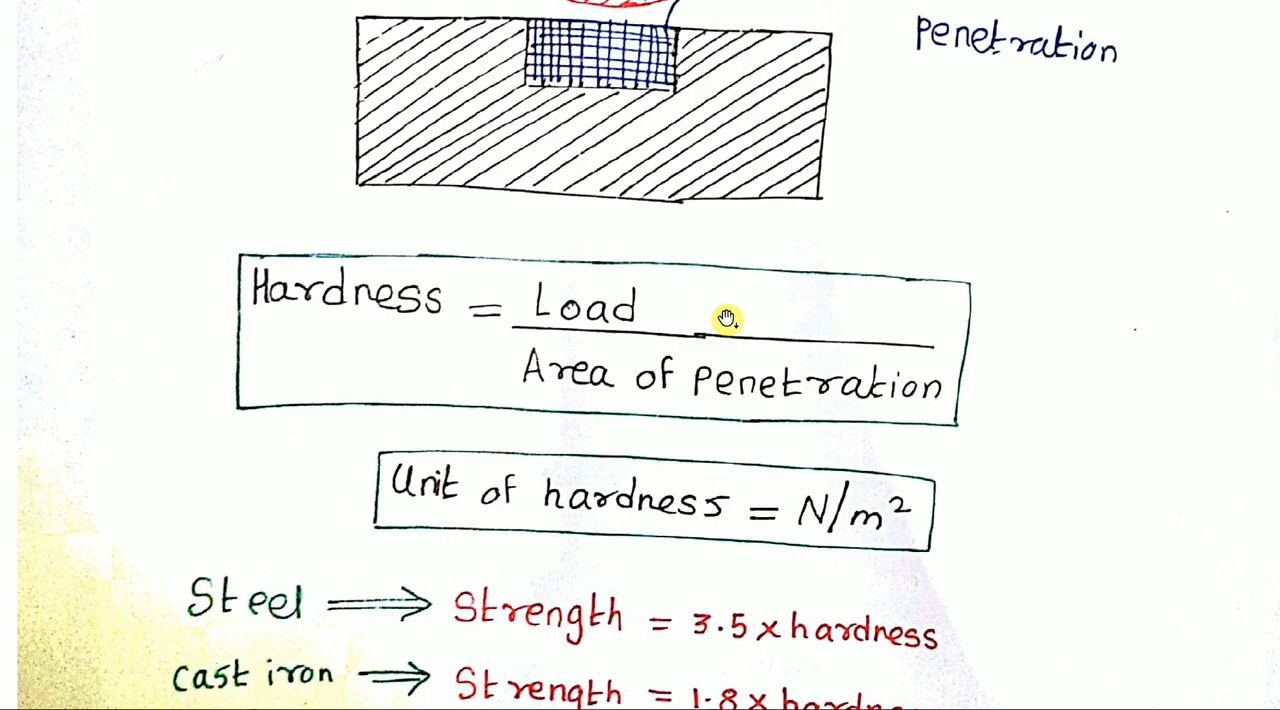 Penetration
Hardness = Load
Area of penetration
Unit of hardness = N/m²
Steel ⟹ Strength = 3.5 x hardness
cast iron ⟹ Strength = 1.8 x